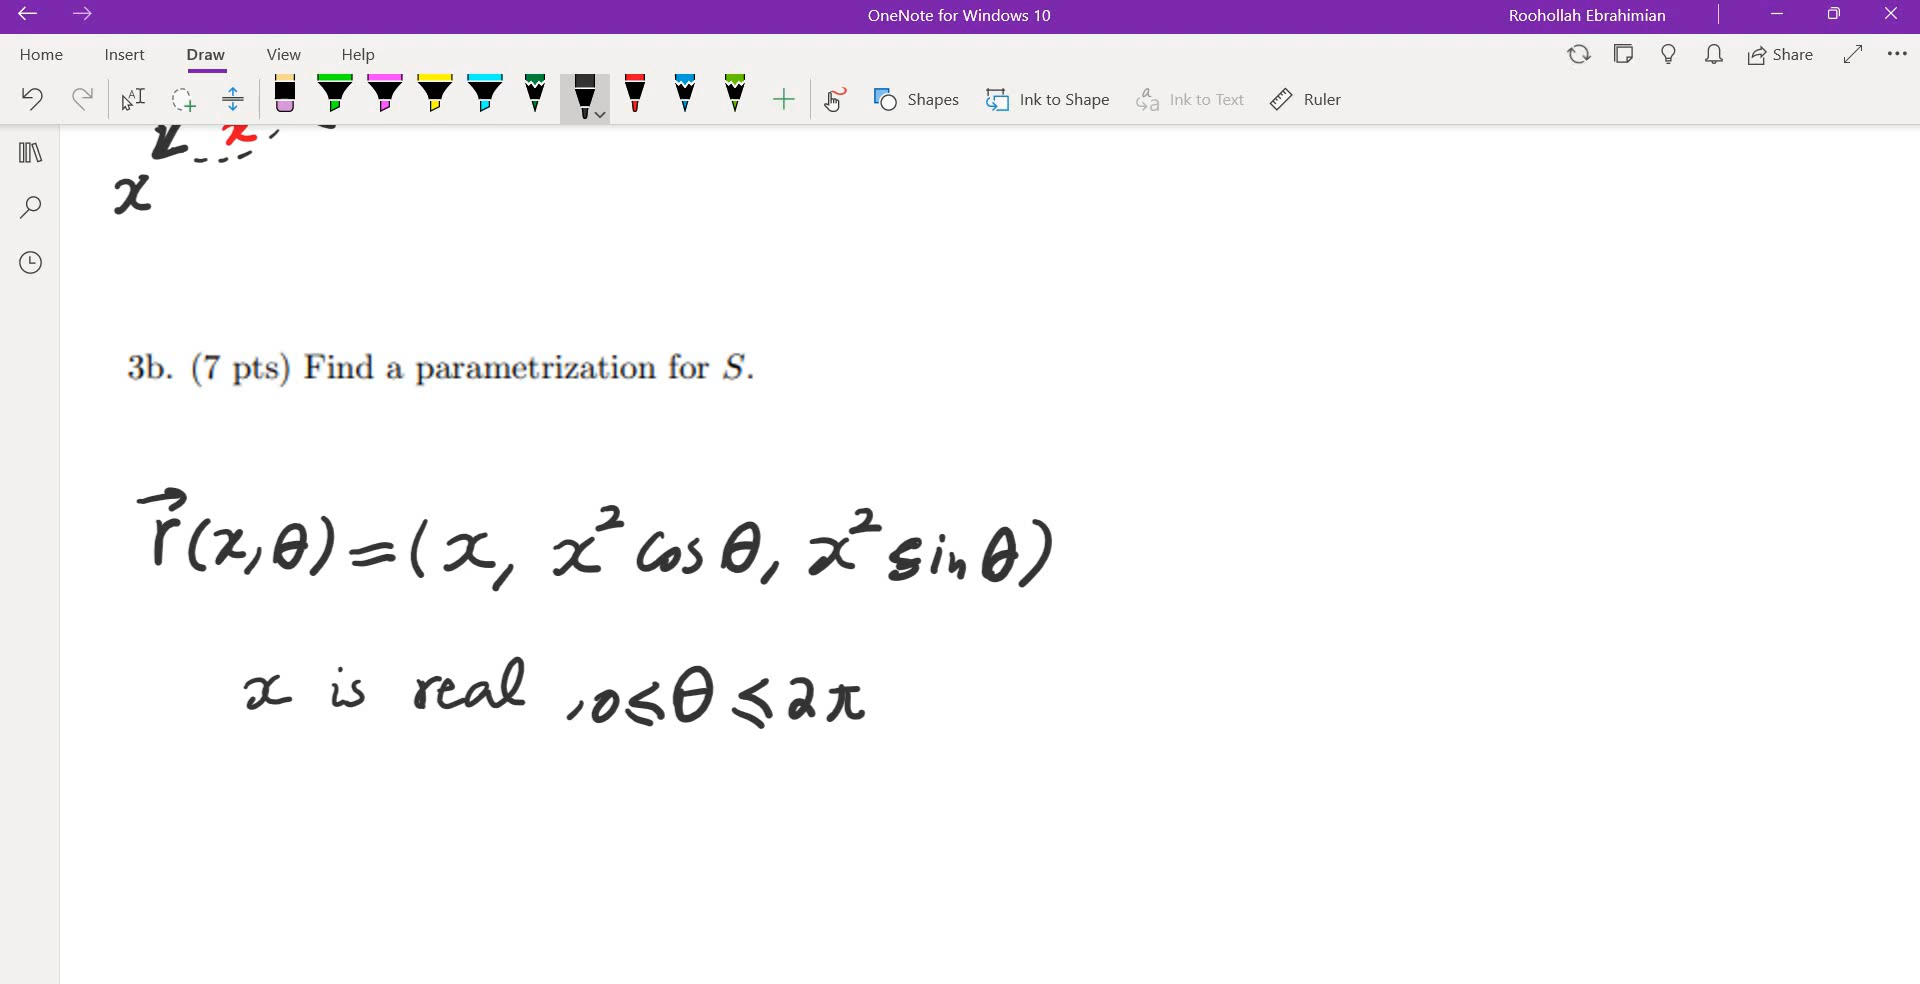 OneNote for Windows 10
Roohollah Ebrahimian
Home Insert Draw View Help
Share
Shapes Ink to Shape Ink to Text Ruler
x
x
3b. (7 pts) Find a parametrization for S.
r⃗(x,θ)=(x, x² cos θ, x² sin θ)
x is real , 0≤θ≤2π